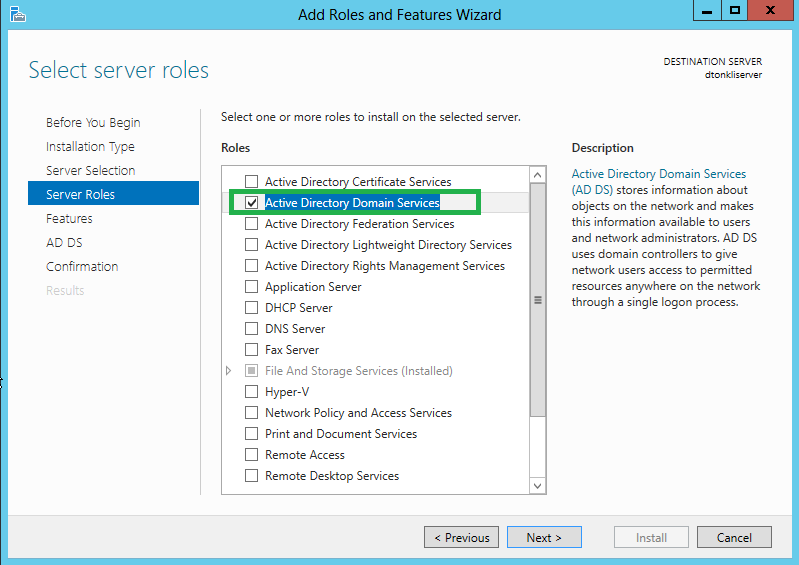 Add Roles and Features Wizard
Select server roles
DESTINATION SERVER
dtonkliserver
Before You Begin
Installation Type
Server Selection
Server Roles
Features
AD DS
Confirmation
Results
Select one or more roles to install on the selected server.
Roles
Active Directory Certificate Services
Active Directory Domain Services
Active Directory Federation Services
Active Directory Lightweight Directory Services
Active Directory Rights Management Services
Application Server
DHCP Server
DNS Server
Fax Server
File And Storage Services (Installed)
Hyper-V
Network Policy and Access Services
Print and Document Services
Remote Access
Remote Desktop Services
Description
Active Directory Domain Services
(AD DS) stores information about
objects on the network and makes
this information available to users
and network administrators. AD DS
uses domain controllers to give
network users access to permitted
resources anywhere on the network
through a single logon process.
< Previous
Next >
Install
Cancel